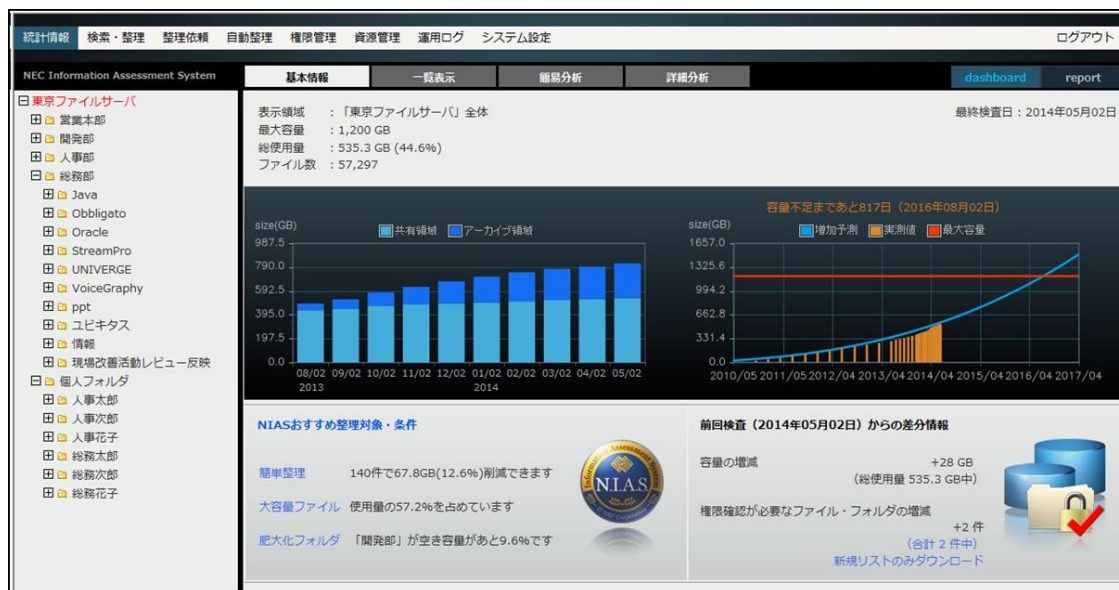 統計情報 検索・整理 整理依頼 自動整理 権限管理 資源管理 運用ログ システム設定 ログアウト
NEC Information Assessment System 基本情報 一覧表示 簡易分析 詳細分析 dashboard report
東京ファイルサーバ
営業本部
開発部
人事部
総務部
Java
Obbligato
Oracle
StreamPro
UNIVERGE
VoiceGraphy
ppt
ユビキタス
情報
現場改善活動レビュー反映
個人フォルダ
人事太郎
人事次郎
人事花子
総務太郎
総務次郎
総務花子
表示領域 : 「東京ファイルサーバ」全体 最終検査日:2014年05月02日
最大容量 : 1,200 GB
総使用量 : 535.3 GB (44.6%)
ファイル数 : 57,297
size(GB) 共有領域 アーカイブ領域
987.5
790.0
592.5
395.0
197.5
0.0
08/02 09/02 10/02 11/02 12/02 01/02 02/02 03/02 04/02 05/02
2013 2014
容量不足まであと817日(2016年08月02日)
size(GB) 増加予測 実測値 最大容量
1657.0
1325.6
994.2
662.8
331.4
0.0
2010/05 2011/05 2012/04 2013/04 2014/04 2015/04 2016/04 2017/04
NIASおすすめ整理対象・条件
簡単整理 140件で67.8GB(12.6%)削減できます
大容量ファイル 使用量の57.2%を占めています
肥大化フォルダ 「開発部」が空き容量があと9.6%です
Information Assessment System
N.I.A.S.
© NEC Corporation
前回検査(2014年05月02日)からの差分情報
容量の増減 +28 GB
(総使用量 535.3 GB中)
権限確認が必要なファイル・フォルダの増減
+2 件
(合計 2 件中)
新規リストのみダウンロード